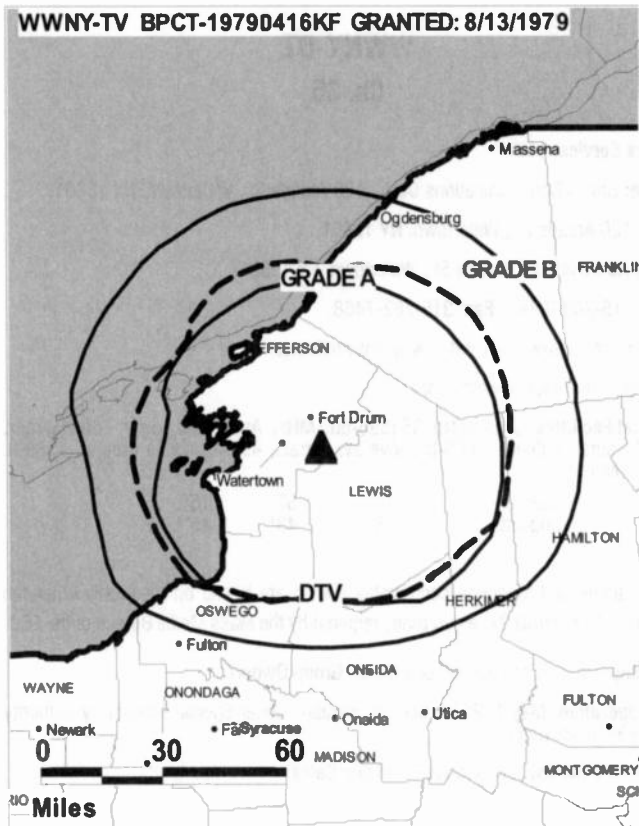 WWNY-TV BPCT-19790416KF GRANTED: 8/13/1979
Massena
Ogdensburg
GRADE A
GRADE B
FRANKLIN
JEFFERSON
Fort Drum
Watertown
LEWIS
HAMILTON
DTV
HERKIMER
OSWEGO
Fulton
ONEIDA
WAYNE
ONONDAGA
FULTON
Newark
Syracuse
Oneida
Utica
0 30 60
MADISON
MONTGOMERY
Miles